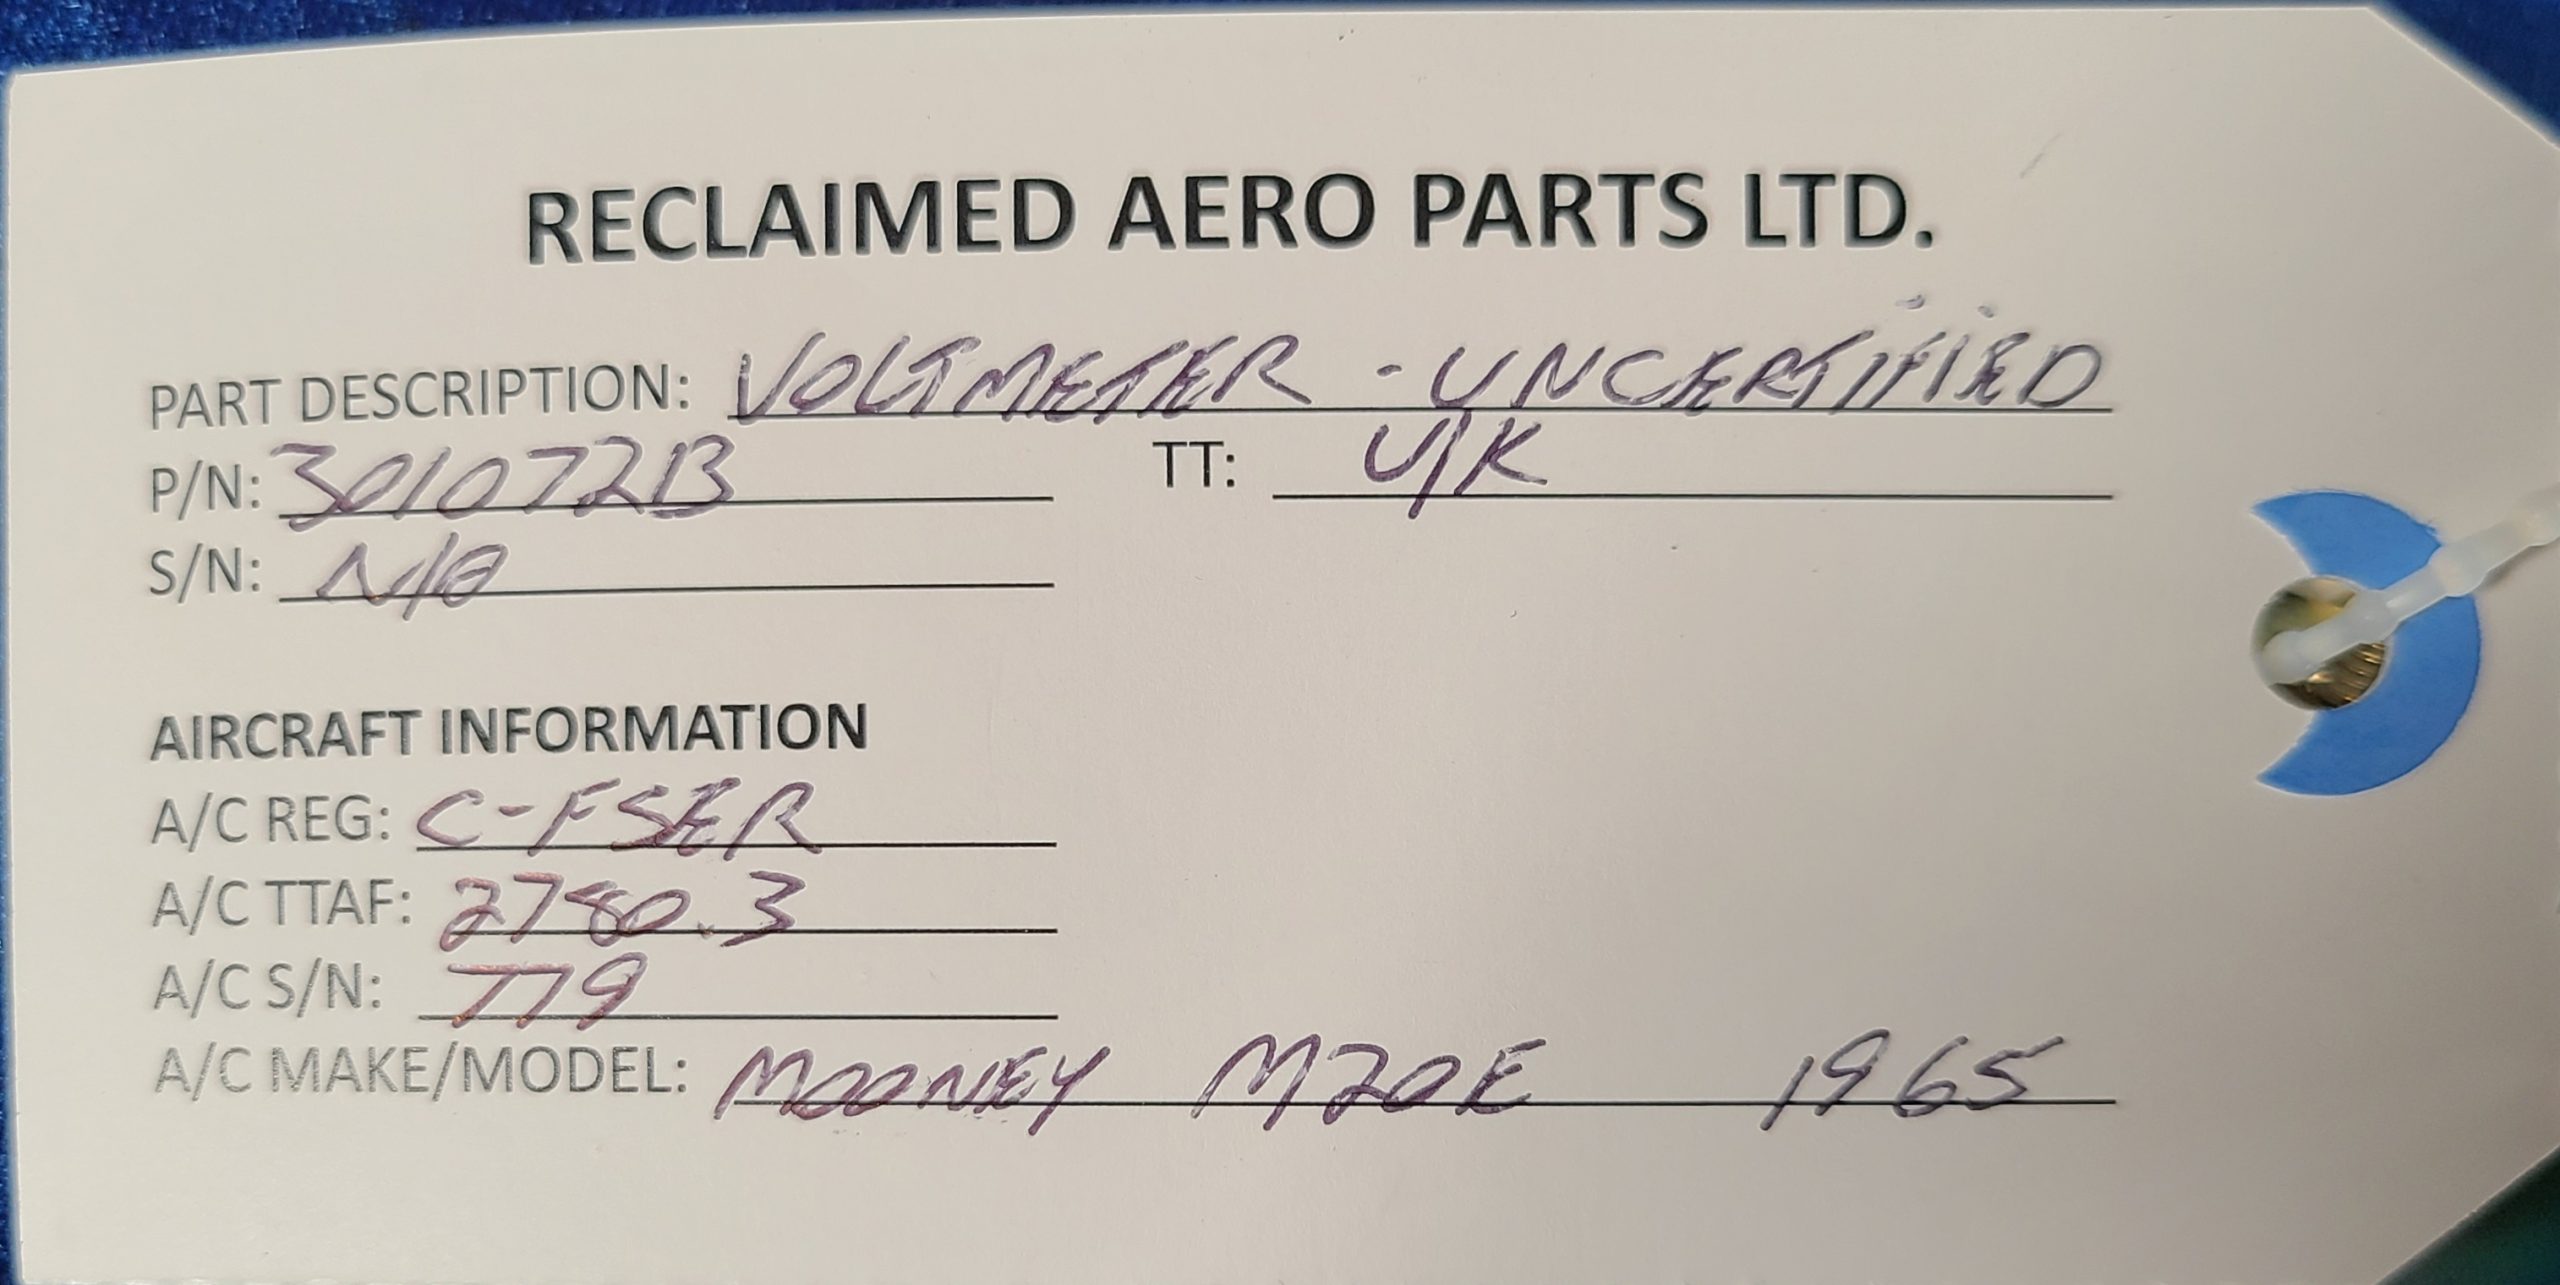 RECLAIMED AERO PARTS LTD.
PART DESCRIPTION: VOLTMETER - UNCERTIFIED
P/N: 301072B TT: U/K
S/N: N/A
AIRCRAFT INFORMATION
A/C REG: C-FSER
A/C TTAF: 2780.3
A/C S/N: 779
A/C MAKE/MODEL: MOONEY M20E 1965